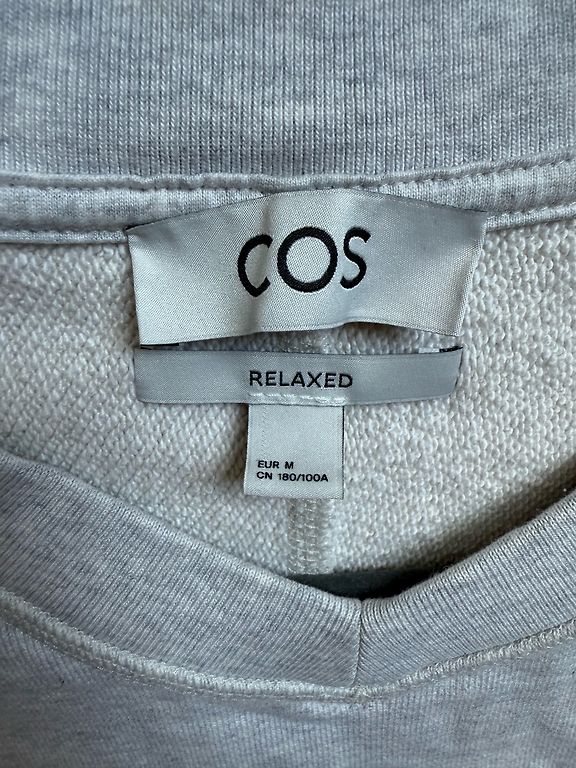 COS
RELAXED
EUR M
CN 180/100A